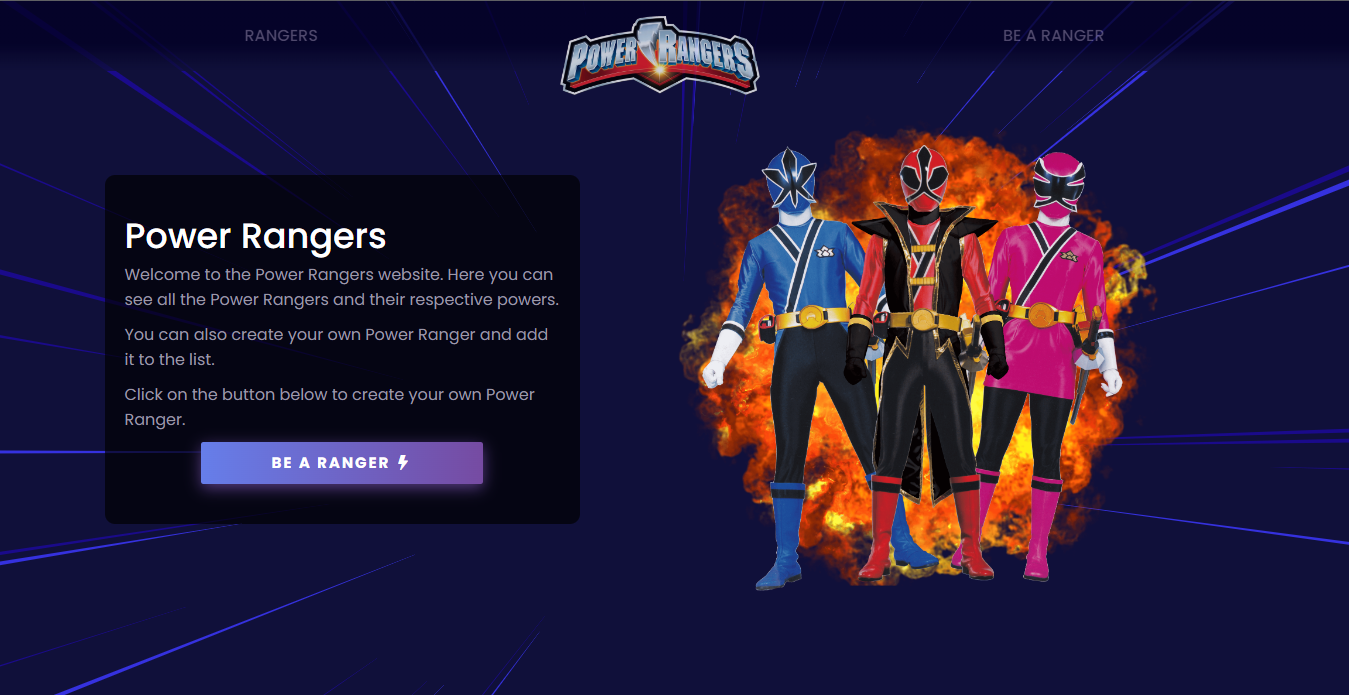 RANGERS
POWER RANGERS
BE A RANGER
Power Rangers
Welcome to the Power Rangers website. Here you can
see all the Power Rangers and their respective powers.
You can also create your own Power Ranger and add
it to the list.
Click on the button below to create your own Power
Ranger.
BE A RANGER